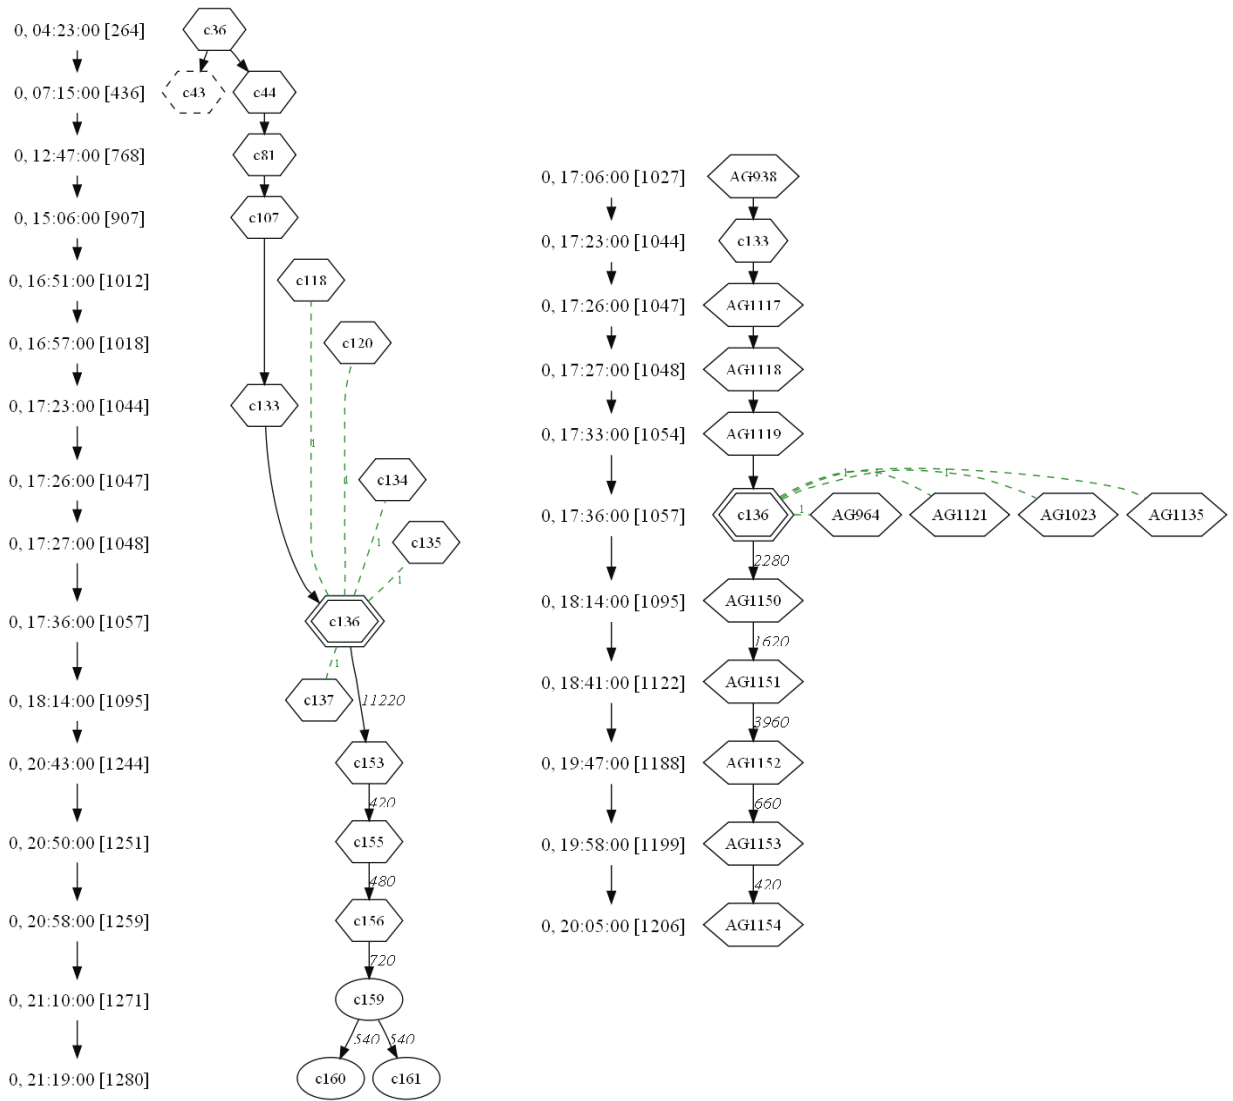 0, 04:23:00 [264] c36
0, 07:15:00 [436] c43 c44
0, 12:47:00 [768] c81
0, 15:06:00 [907] c107
0, 16:51:00 [1012] c118
0, 16:57:00 [1018] c120
0, 17:23:00 [1044] c133
1
1
0, 17:26:00 [1047] c134
0, 17:27:00 [1048] c135
1
1
0, 17:36:00 [1057] c136
1
0, 18:14:00 [1095] c137 11220
0, 20:43:00 [1244] c153
420
0, 20:50:00 [1251] c155
480
0, 20:58:00 [1259] c156
720
0, 21:10:00 [1271] c159
540 540
0, 21:19:00 [1280] c160 c161
0, 17:06:00 [1027] AG938
0, 17:23:00 [1044] c133
0, 17:26:00 [1047] AG1117
0, 17:27:00 [1048] AG1118
0, 17:33:00 [1054] AG1119
1 1 1
0, 17:36:00 [1057] c136 1 AG964 AG1121 AG1023 AG1135
2280
0, 18:14:00 [1095] AG1150
1620
0, 18:41:00 [1122] AG1151
3960
0, 19:47:00 [1188] AG1152
660
0, 19:58:00 [1199] AG1153
420
0, 20:05:00 [1206] AG1154